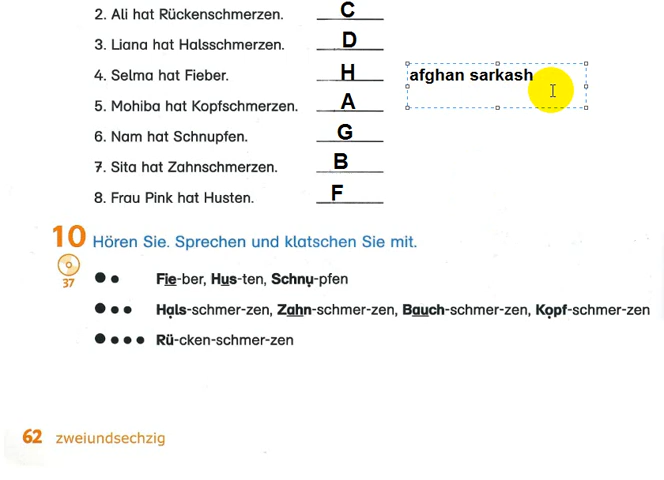 2. Ali hat Rückenschmerzen. C
3. Liana hat Halsschmerzen. D
4. Selma hat Fieber. H afghan sarkash
5. Mohiba hat Kopfschmerzen. A
6. Nam hat Schnupfen. G
7. Sita hat Zahnschmerzen. B
8. Frau Pink hat Husten. F
10 Hören Sie. Sprechen und klatschen Sie mit.
37
Fie-ber, Hus-ten, Schnu-pfen
Hals-schmer-zen, Zahn-schmer-zen, Bauch-schmer-zen, Kopf-schmer-zen
Rü-cken-schmer-zen
62 zweiundsechzig